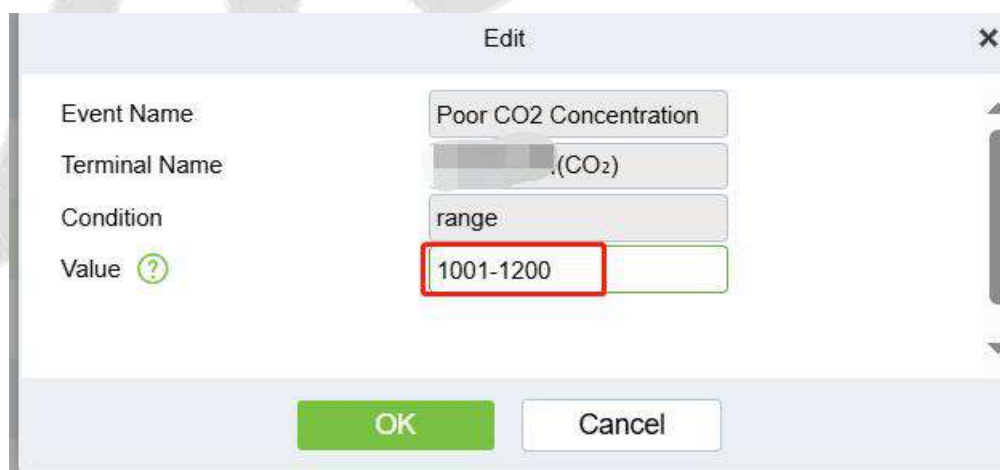 Edit
Event Name Poor CO2 Concentration
Terminal Name .(CO₂)
Condition range
Value ? 1001-1200
OK Cancel